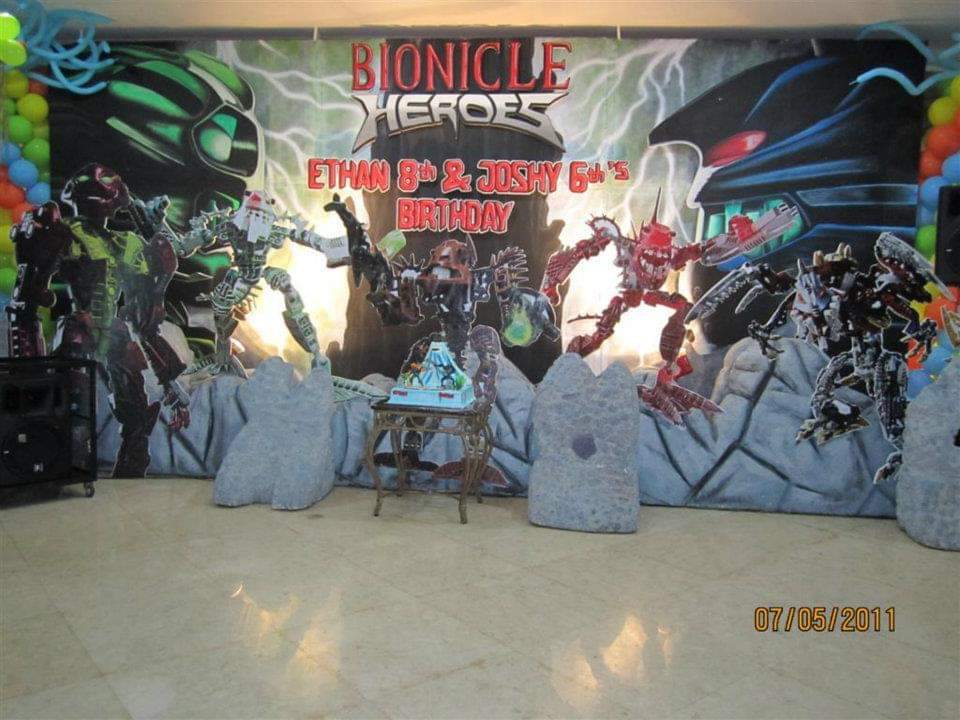 BIONICLE
HEROES
ETHAN 8th & JOSHY 6th 'S
BIRTHDAY
07/05/2011